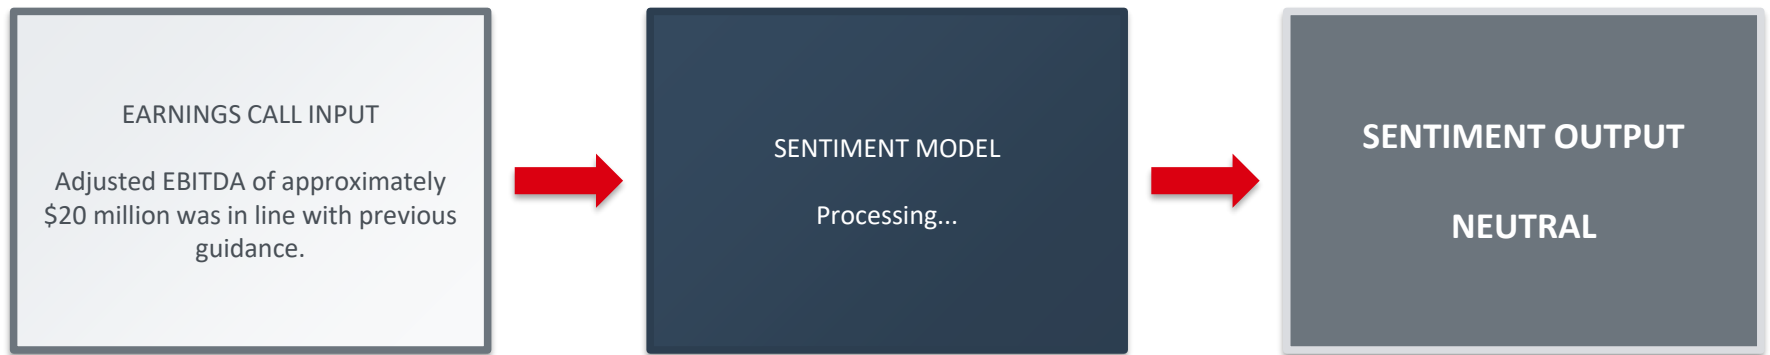 EARNINGS CALL INPUT
Adjusted EBITDA of approximately
$20 million was in line with previous
guidance.
SENTIMENT MODEL
Processing...
SENTIMENT OUTPUT
NEUTRAL